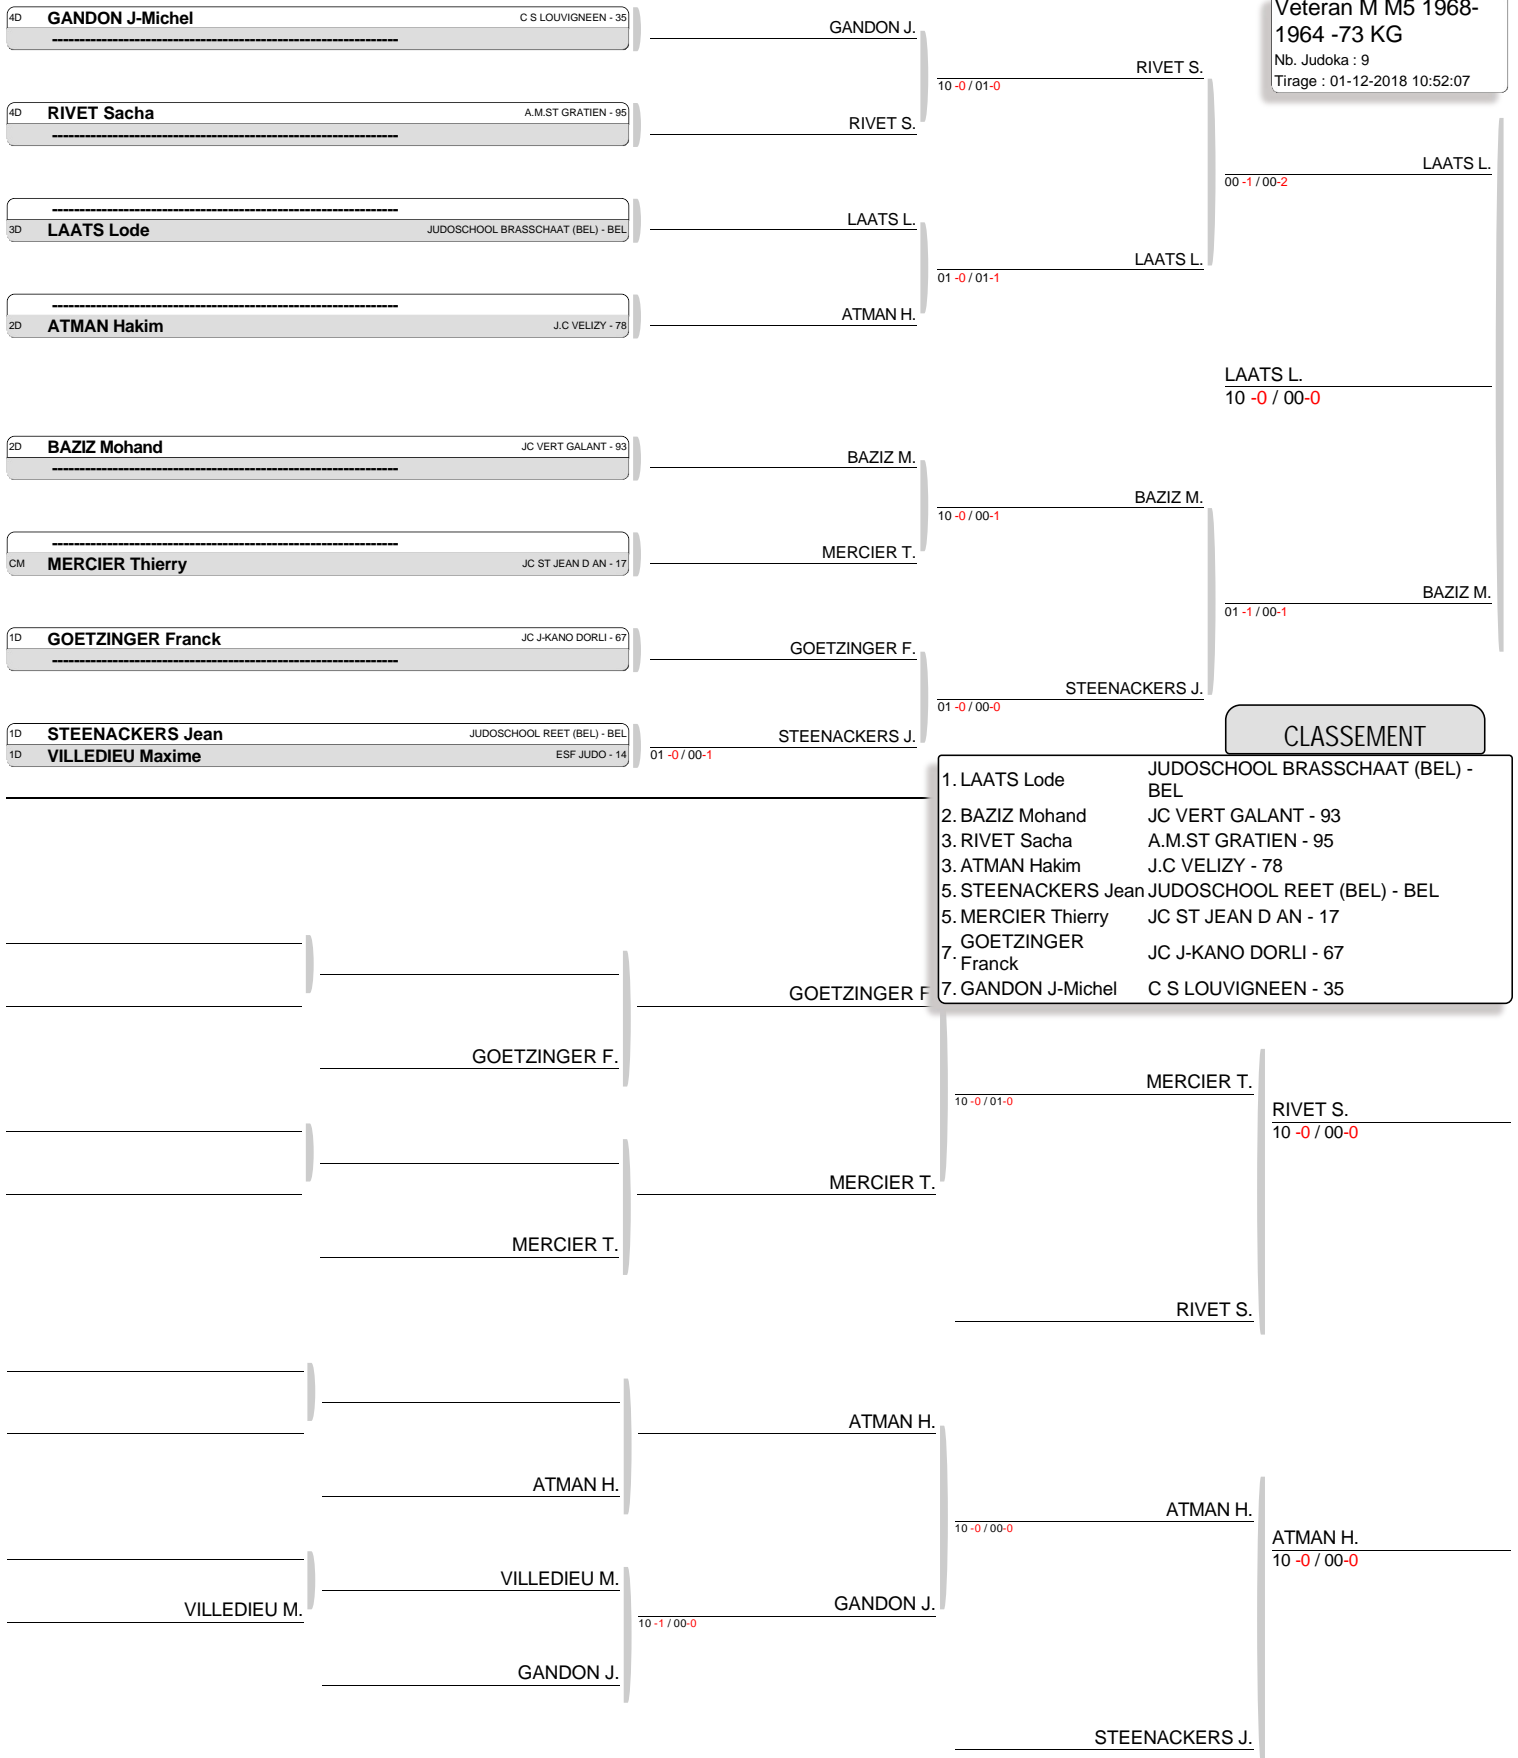 Veteran M M5 1968-
1964 -73 KG
Nb. Judoka : 9
Tirage : 01-12-2018 10:52:07
4D GANDON J-Michel C S LOUVIGNEEN - 35
----------------------------------------------------------------
4D RIVET Sacha A.M.ST GRATIEN - 95
----------------------------------------------------------------
----------------------------------------------------------------
3D LAATS Lode JUDOSCHOOL BRASSCHAAT (BEL) - BEL
----------------------------------------------------------------
2D ATMAN Hakim J.C VELIZY - 78
2D BAZIZ Mohand JC VERT GALANT - 93
----------------------------------------------------------------
----------------------------------------------------------------
CM MERCIER Thierry JC ST JEAN D AN - 17
1D GOETZINGER Franck JC J-KANO DORLI - 67
----------------------------------------------------------------
1D STEENACKERS Jean JUDOSCHOOL REET (BEL) - BEL
1D VILLEDIEU Maxime ESF JUDO - 14
GANDON J.
RIVET S.
LAATS L.
ATMAN H.
BAZIZ M.
MERCIER T.
GOETZINGER F.
STEENACKERS J.
01 -0 / 00-1
RIVET S.
10 -0 / 01-0
LAATS L.
01 -0 / 01-1
BAZIZ M.
10 -0 / 00-1
STEENACKERS J.
01 -0 / 00-0
LAATS L.
00 -1 / 00-2
BAZIZ M.
01 -1 / 00-1
LAATS L.
10 -0 / 00-0
CLASSEMENT
1. LAATS Lode JUDOSCHOOL BRASSCHAAT (BEL) -
BEL
2. BAZIZ Mohand JC VERT GALANT - 93
3. RIVET Sacha A.M.ST GRATIEN - 95
3. ATMAN Hakim J.C VELIZY - 78
5. STEENACKERS Jean JUDOSCHOOL REET (BEL) - BEL
5. MERCIER Thierry JC ST JEAN D AN - 17
7. GOETZINGER
Franck JC J-KANO DORLI - 67
7. GANDON J-Michel C S LOUVIGNEEN - 35
GOETZINGER F.
MERCIER T.
GOETZINGER F
MERCIER T.
MERCIER T.
10 -0 / 01-0
RIVET S.
RIVET S.
10 -0 / 00-0
VILLEDIEU M.
ATMAN H.
VILLEDIEU M.
GANDON J.
ATMAN H.
GANDON J.
10 -1 / 00-0
ATMAN H.
10 -0 / 00-0
STEENACKERS J.
ATMAN H.
10 -0 / 00-0